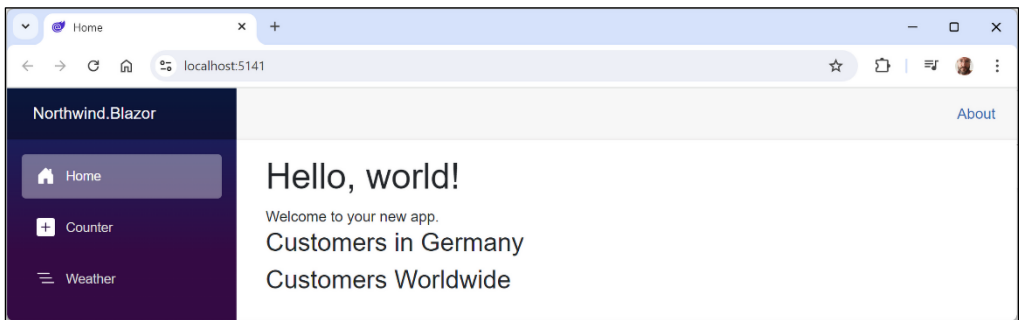 Home
localhost:5141
Northwind.Blazor
About
Home
Counter
Weather
Hello, world!
Welcome to your new app.
Customers in Germany
Customers Worldwide